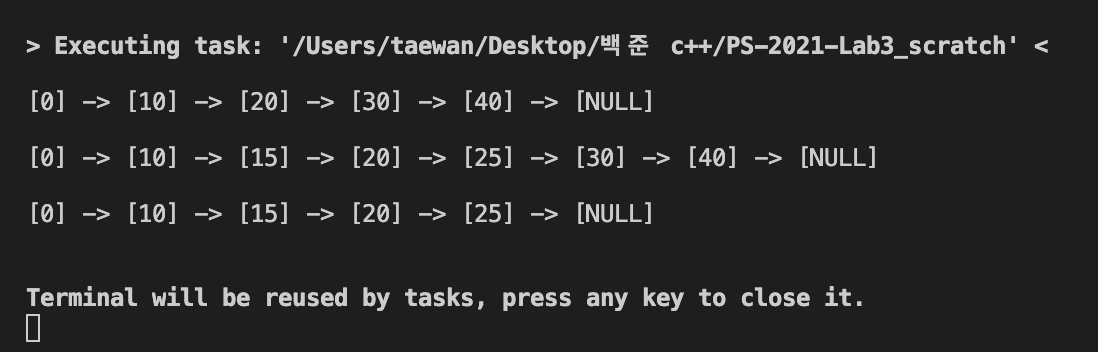 > Executing task: '/Users/taewan/Desktop/백준 c++/PS-2021-Lab3_scratch' <
[0] -> [10] -> [20] -> [30] -> [40] -> [NULL]
[0] -> [10] -> [15] -> [20] -> [25] -> [30] -> [40] -> [NULL]
[0] -> [10] -> [15] -> [20] -> [25] -> [NULL]
Terminal will be reused by tasks, press any key to close it.